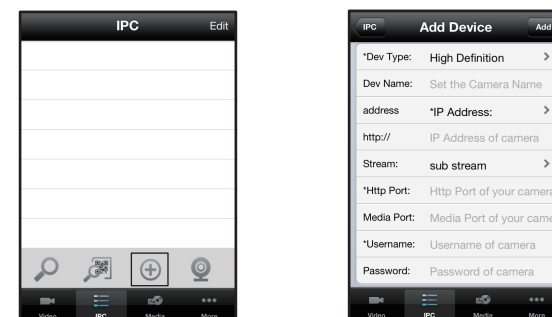 IPC Edit
Video IPC Media More
IPC Add Device Add
*Dev Type: High Definition
Dev Name: Set the Camera Name
address *IP Address:
http:// IP Address of camera
Stream: sub stream
*Http Port: Http Port of your camera
Media Port: Media Port of your came
*Username: Username of camera
Password: Password of camera
Video IPC Media More